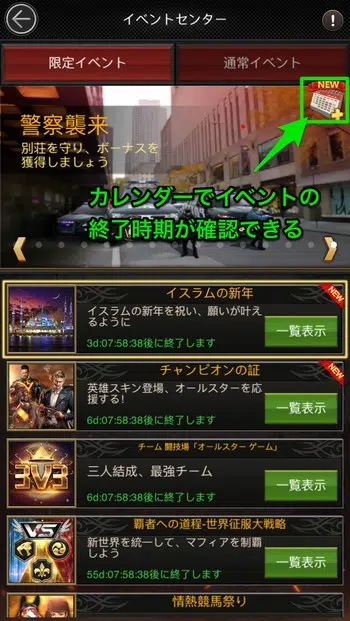 イベントセンター
限定イベント
通常イベント
NEW
警察襲来
別荘を守り、ボーナスを
獲得しましょう
カレンダーでイベントの
終了時期が確認できる
イスラムの新年
NEW
イスラムの新年を祝い、願いが叶え
るように
一覧表示
3d:07:58:38後に終了します
チャンピオンの証
NEW
英雄スキン登場、オールスターを応
援する!
一覧表示
6d:07:58:38後に終了します
チーム 闘技場「オールスター ゲーム」
3V3
三人結成、最強チーム
一覧表示
6d:07:58:38後に終了します
覇者への道程-世界征服大戦略
VS
新世界を統一して、マフィアを制覇
しよう
一覧表示
55d:07:58:38後に終了します
情熱競馬祭り